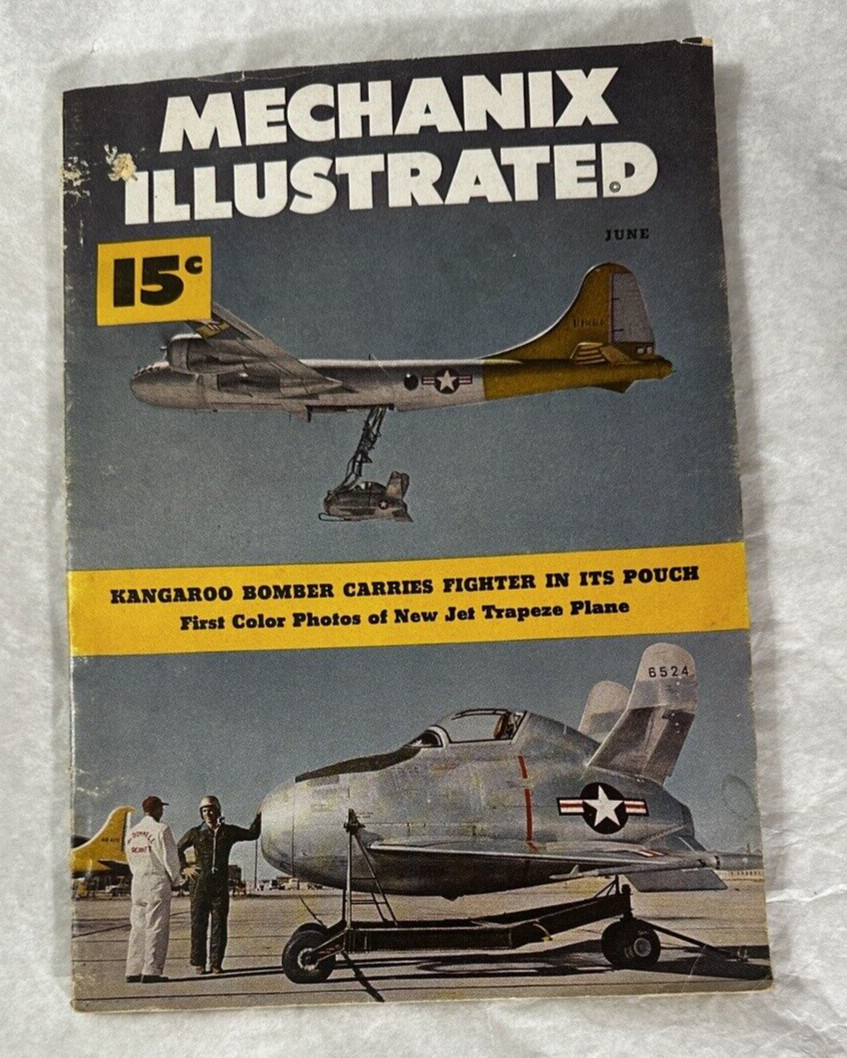 MECHANIX
ILLUSTRATED
©
JUNE
15c
KANGAROO BOMBER CARRIES FIGHTER IN ITS POUCH
First Color Photos of New Jet Trapeze Plane
6524